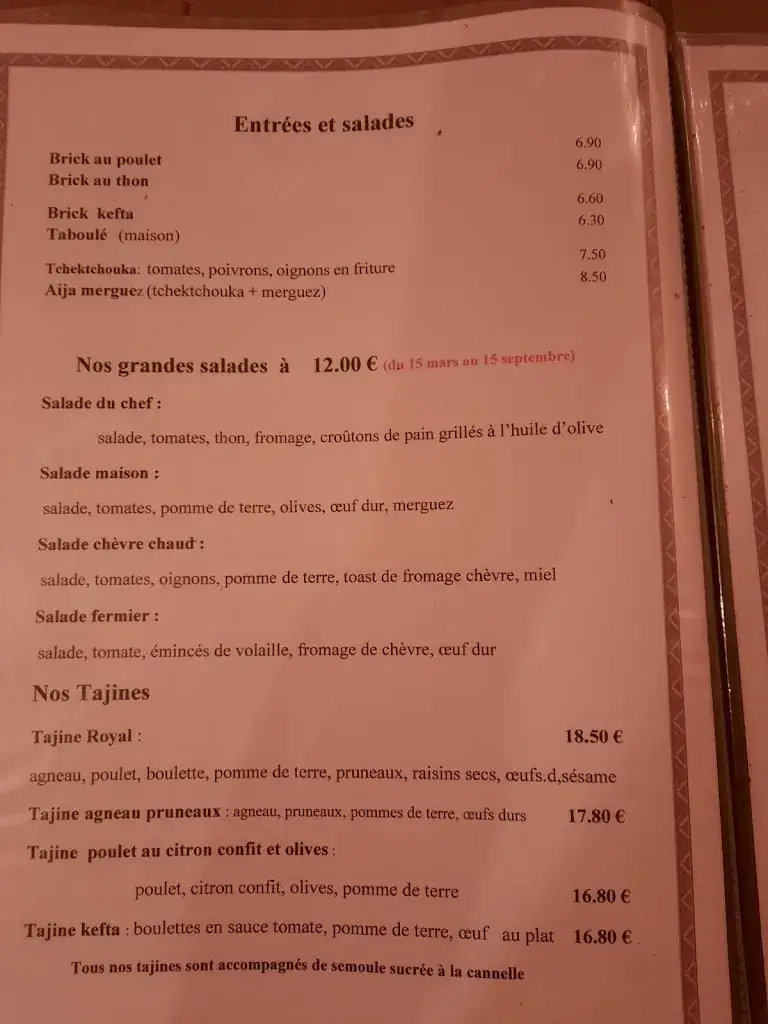 Entrées et salades
Brick au poulet 6.90
Brick au thon 6.90
Brick kefta 6.60
Taboulé (maison) 6.30
Tchektchouka: tomates, poivrons, oignons en friture 7.50
Aija merguez (tchektchouka + merguez) 8.50
Nos grandes salades à 12.00 € (du 15 mars au 15 septembre)
Salade du chef :
salade, tomates, thon, fromage, croûtons de pain grillés à l'huile d'olive
Salade maison :
salade, tomates, pomme de terre, olives, œuf dur, merguez
Salade chèvre chaud :
salade, tomates, oignons, pomme de terre, toast de fromage chèvre, miel
Salade fermier :
salade, tomate, émincés de volaille, fromage de chèvre, œuf dur
Nos Tajines
Tajine Royal : 18.50 €
agneau, poulet, boulette, pomme de terre, pruneaux, raisins secs, œufs.d,sésame
Tajine agneau pruneaux : agneau, pruneaux, pommes de terre, œufs durs 17.80 €
Tajine poulet au citron confit et olives :
poulet, citron confit, olives, pomme de terre 16.80 €
Tajine kefta : boulettes en sauce tomate, pomme de terre, œuf au plat 16.80 €
Tous nos tajines sont accompagnés de semoule sucrée à la cannelle